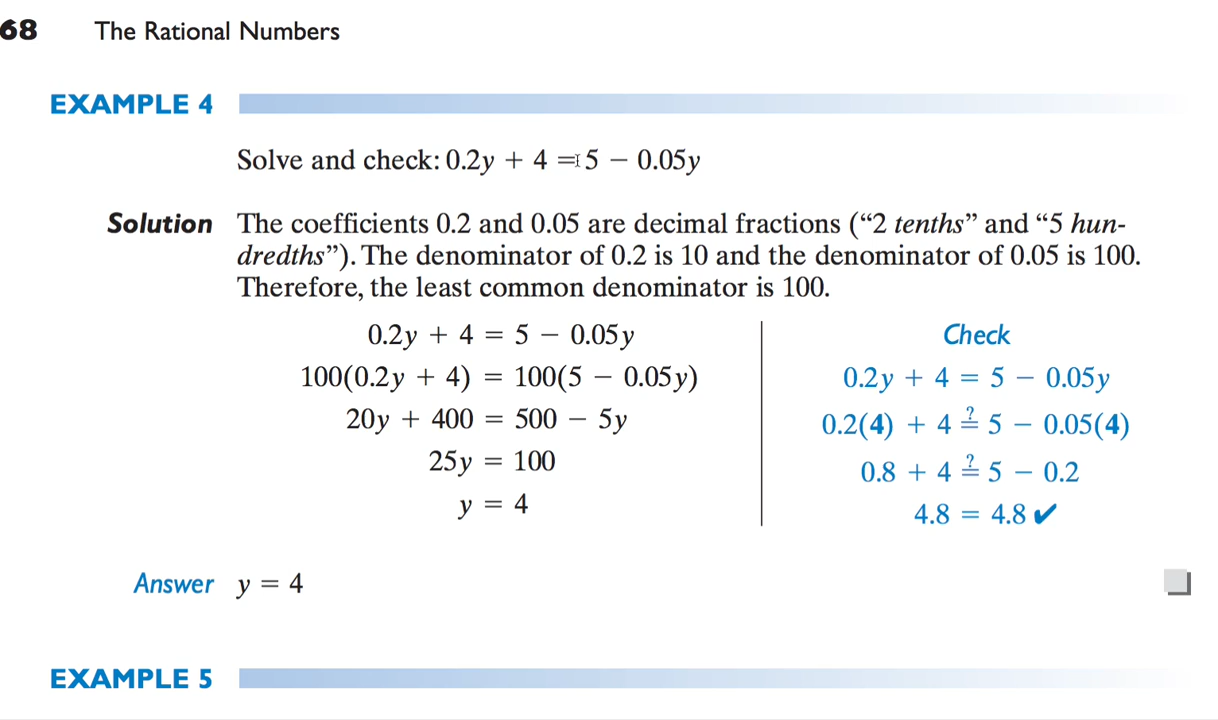 68 The Rational Numbers
EXAMPLE 4
Solve and check: 0.2y + 4 = 5 − 0.05y
Solution The coefficients 0.2 and 0.05 are decimal fractions (“2 tenths” and “5 hun-
dredths”). The denominator of 0.2 is 10 and the denominator of 0.05 is 100.
Therefore, the least common denominator is 100.
0.2y + 4 = 5 − 0.05y
100(0.2y + 4) = 100(5 − 0.05y)
20y + 400 = 500 − 5y
25y = 100
y = 4
Check
0.2y + 4 = 5 − 0.05y
0.2(4) + 4 ≟ 5 − 0.05(4)
0.8 + 4 ≟ 5 − 0.2
4.8 = 4.8 ✔
Answer y = 4
EXAMPLE 5